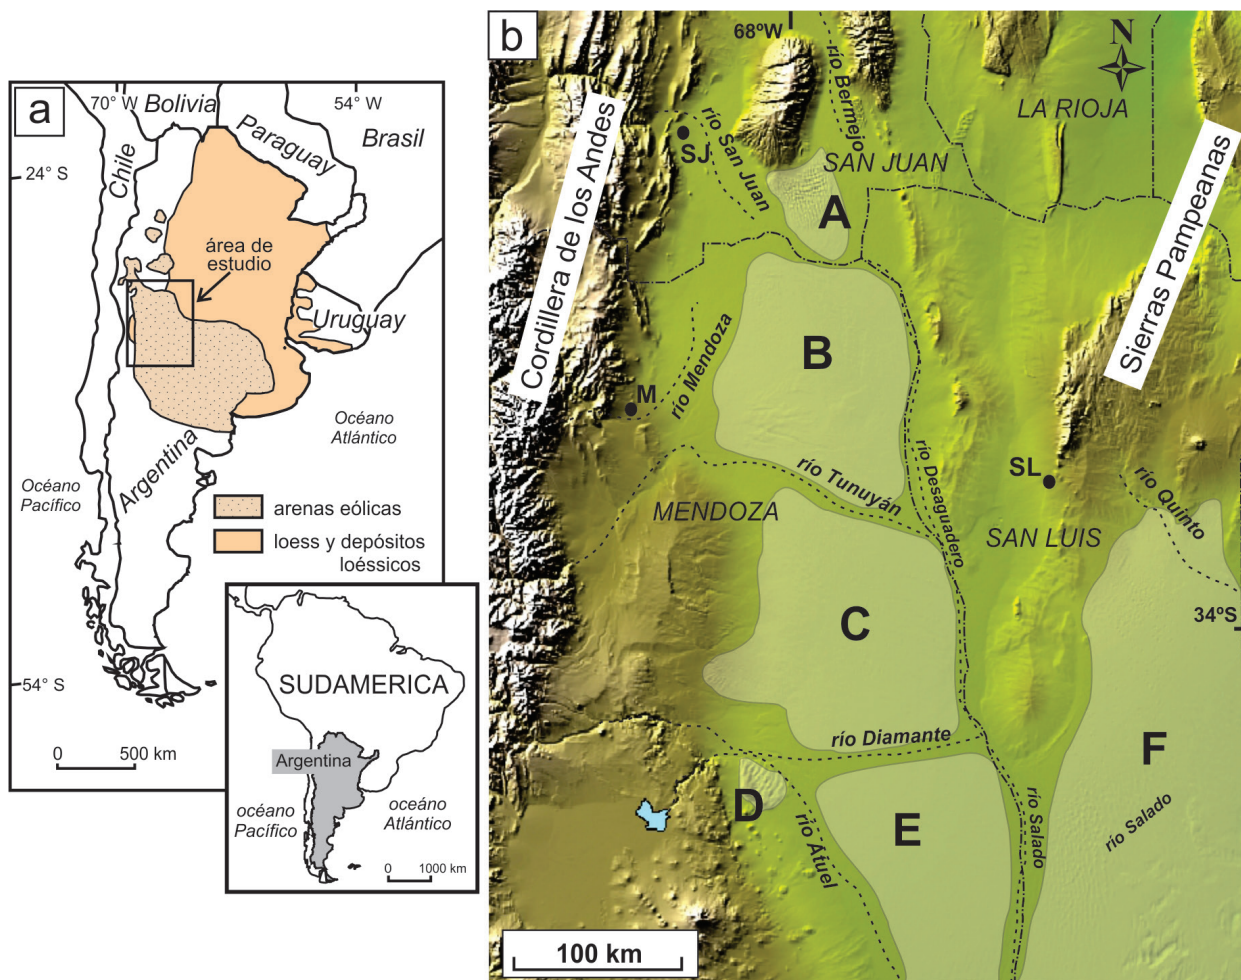 a
70° W
Bolivia
54° W
Paraguay
Brasil
Chile
24° S
área de
estudio
Uruguay
Océano
Atlántico
Argentina
Océano
Pacífico
arenas eólicas
loess y depósitos
loéssicos
54° S
0 500 km
SUDAMERICA
Argentina
océano
Pacífico
oceáno
Atlántico
0 1000 km
b
68ºW
N
río Bermejo
LA RIOJA
Cordillera de los Andes
SJ
río San Juan
SAN JUAN
Sierras Pampeanas
A
B
río Mendoza
M
río Tunuyán
río Desaguadero
SL
río Quinto
MENDOZA
SAN LUIS
C
34ºS
río Diamante
F
D
E
río Salado
río Salado
río Atuel
100 km